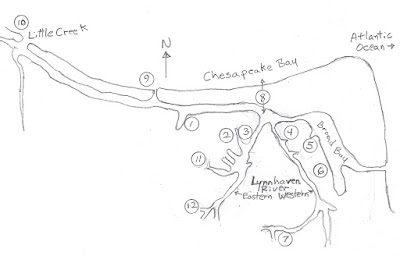 10
Little Creek
Atlantic
Ocean →
N
Chesapeake Bay
9
8
1
2
3
4
5
Broad Bay
11
6
Lynnhaven
River
Eastern Western
12
7